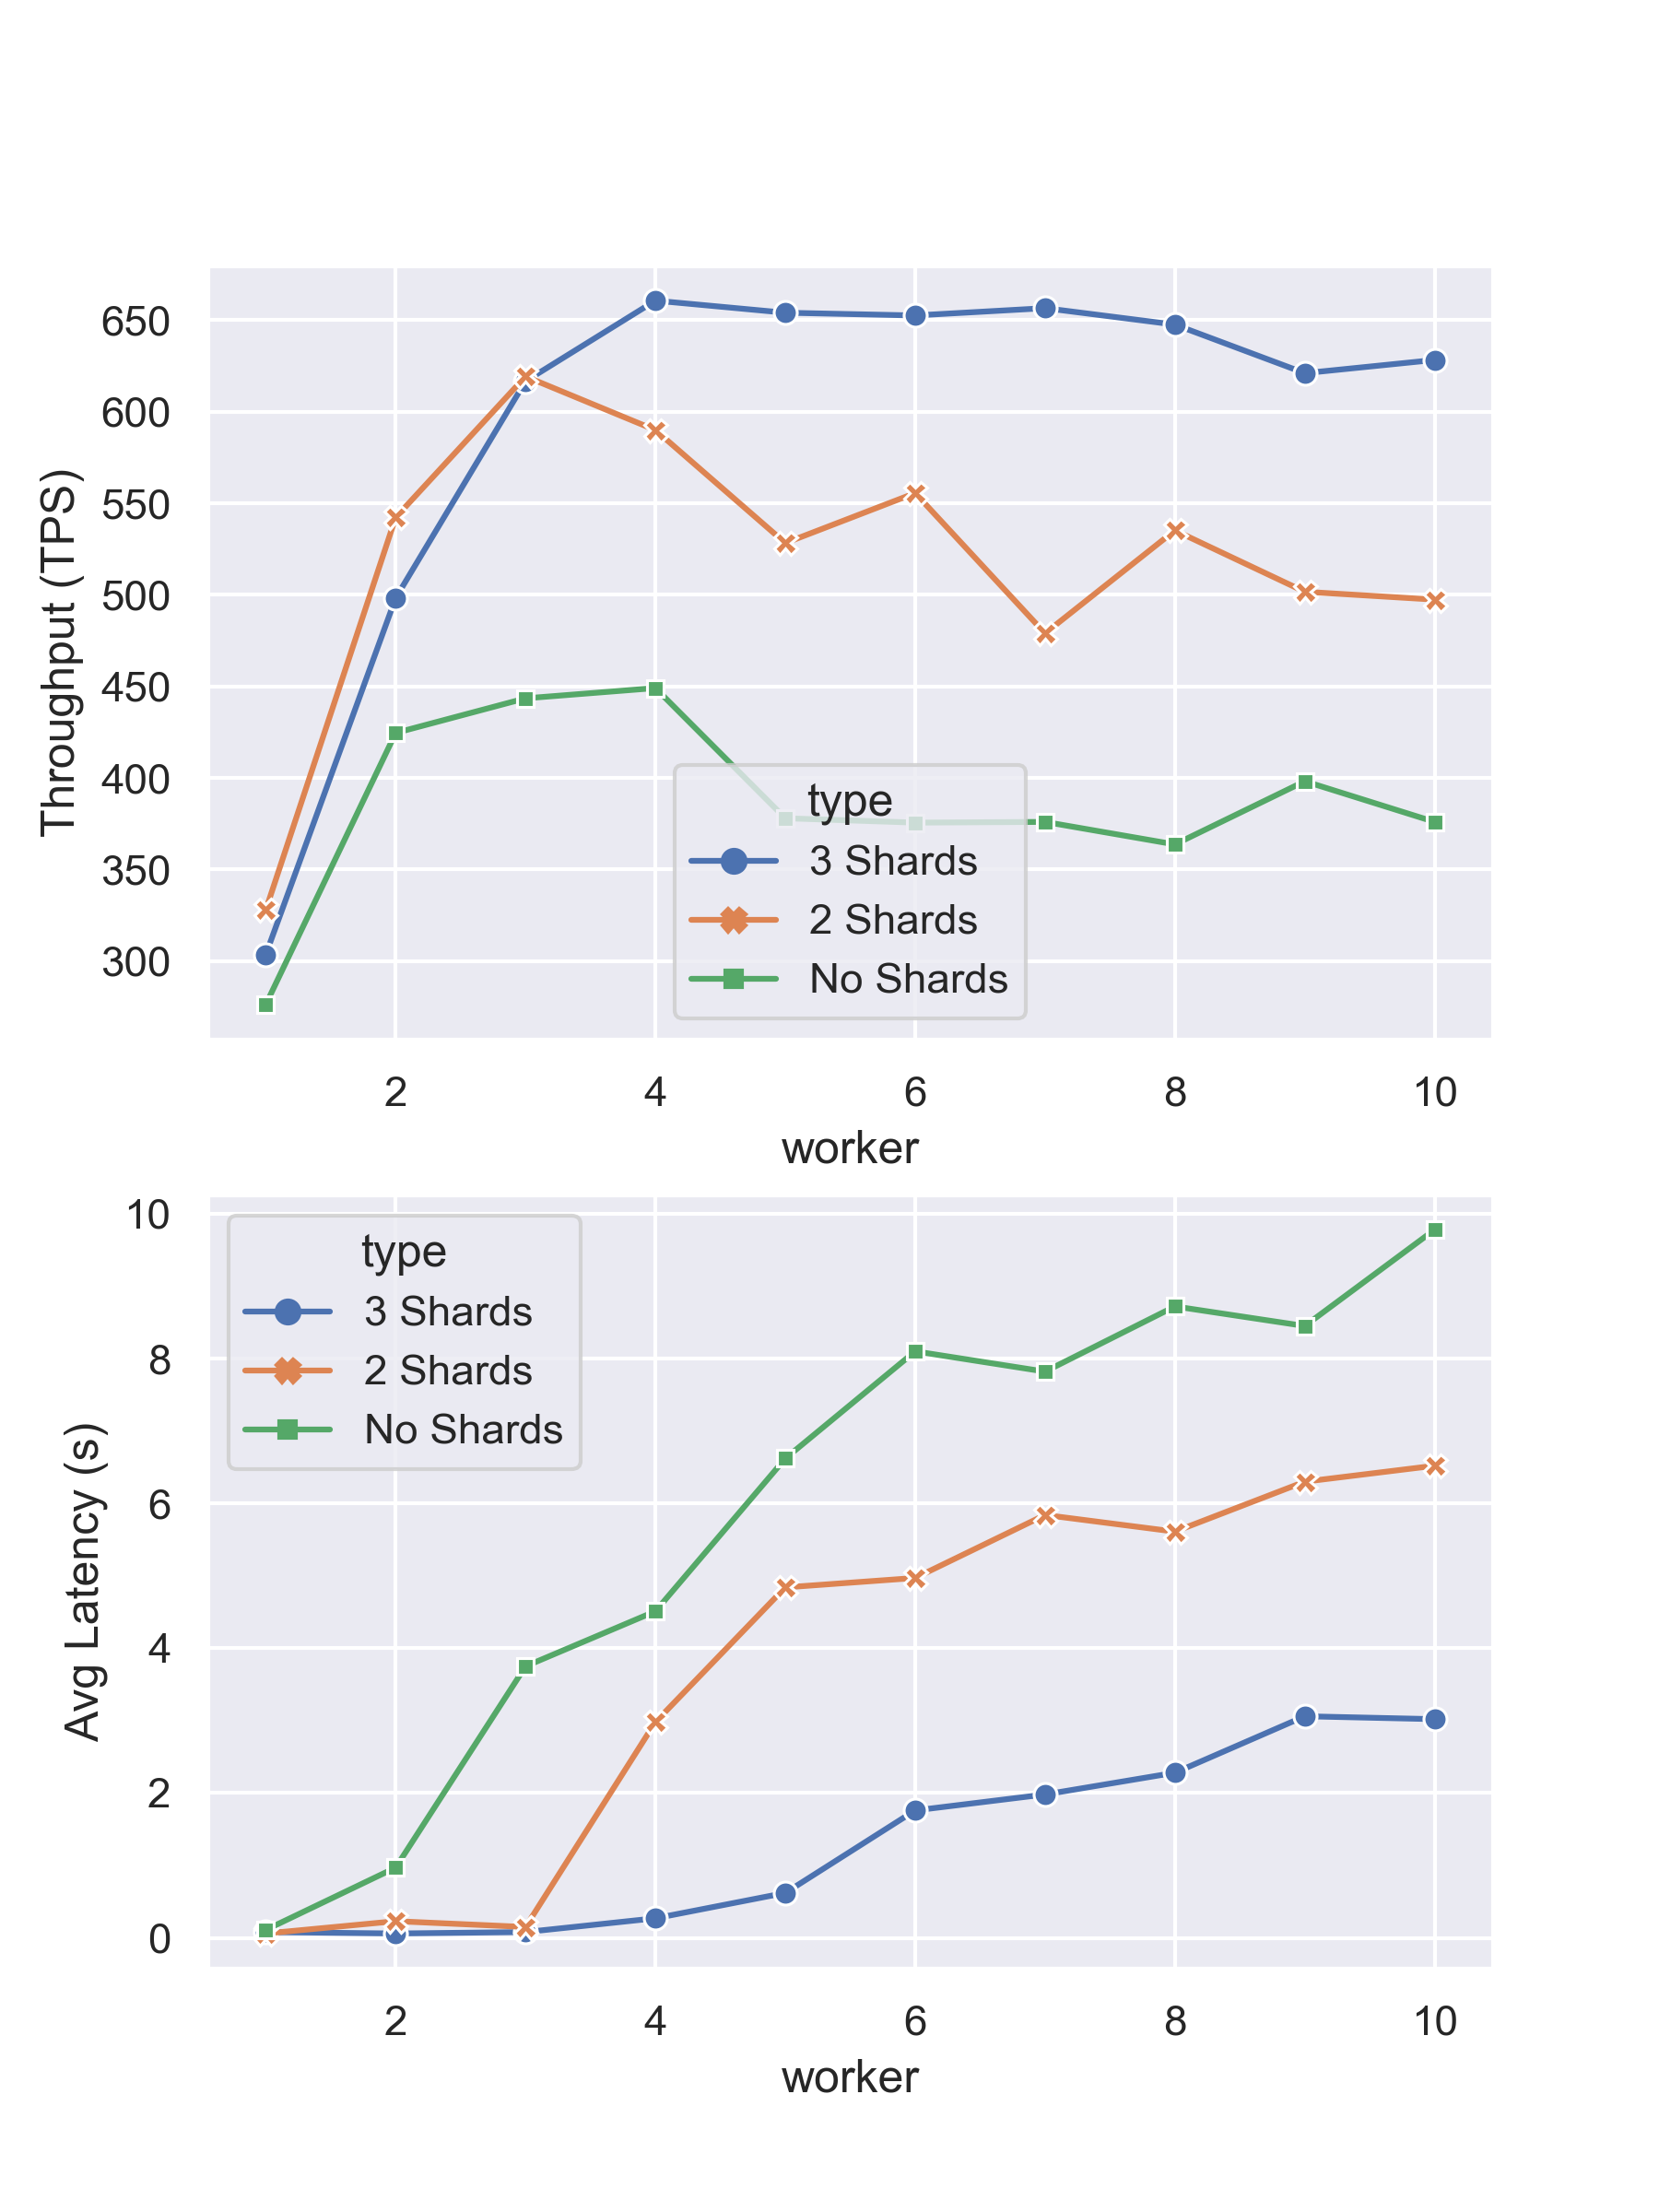 650
600
550
500
450
400
350
300
Throughput (TPS)
type
3 Shards
2 Shards
No Shards
2 4 6 8 10
worker
10
8
6
4
2
0
Avg Latency (s)
type
3 Shards
2 Shards
No Shards
2 4 6 8 10
worker